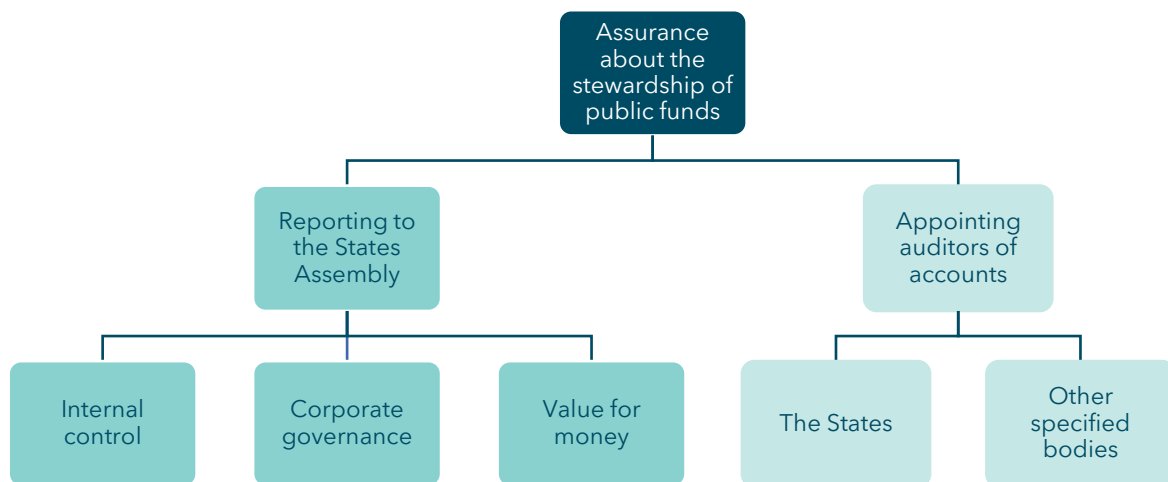 Assurance
about the
stewardship of
public funds
Reporting to
the States
Assembly
Appointing
auditors of
accounts
Internal
control
Corporate
governance
Value for
money
The States
Other
specified
bodies